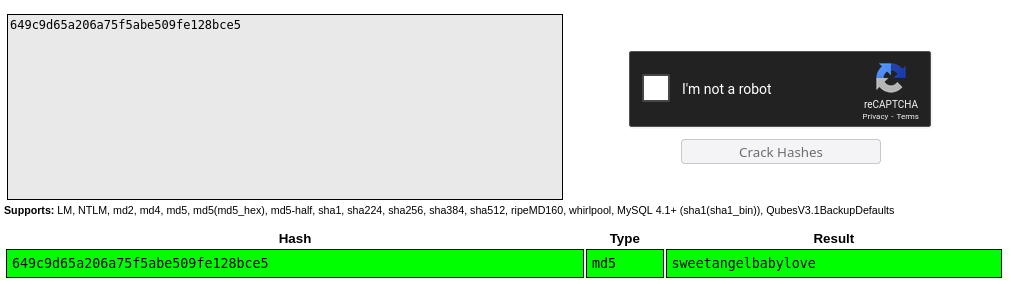 649c9d65a206a75f5abe509fe128bce5
I'm not a robot
reCAPTCHA
Privacy - Terms
Crack Hashes
Supports: LM, NTLM, md2, md4, md5, md5(md5_hex), md5-half, sha1, sha224, sha256, sha384, sha512, ripeMD160, whirlpool, MySQL 4.1+ (sha1(sha1_bin)), QubesV3.1BackupDefaults
Hash Type Result
649c9d65a206a75f5abe509fe128bce5 md5 sweetangelbabylove